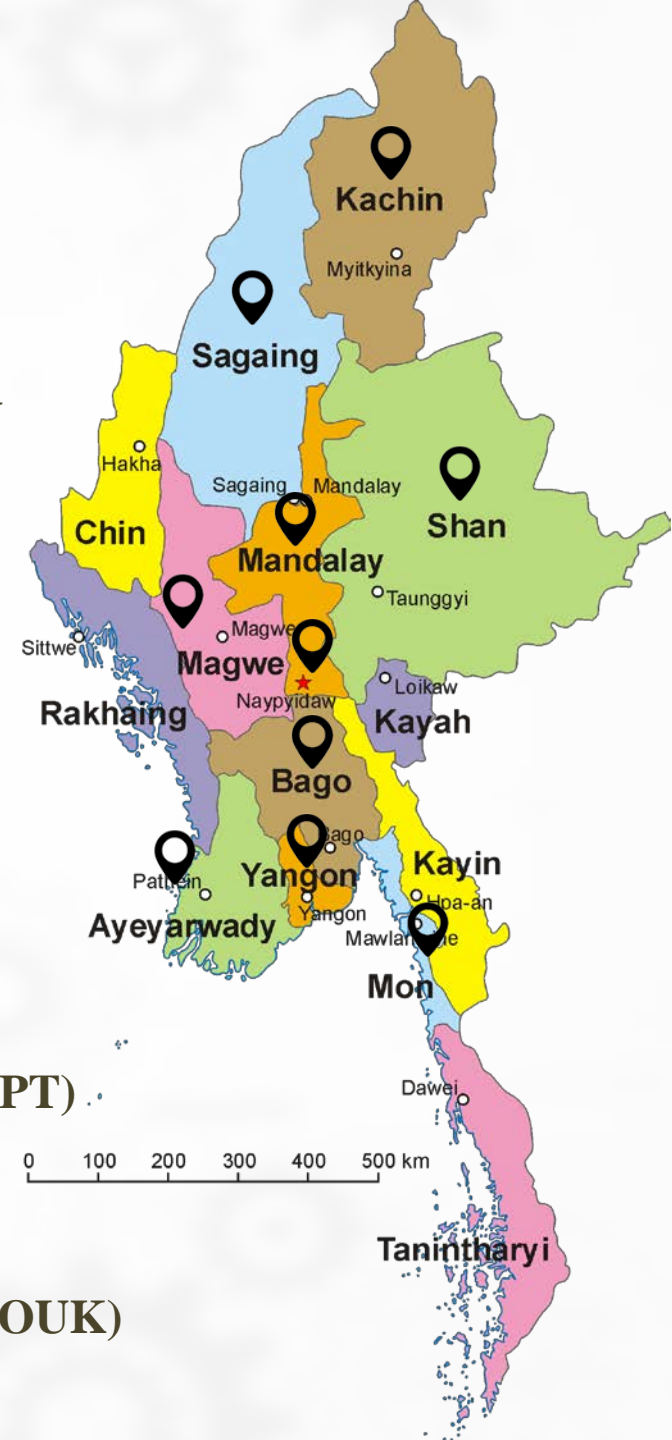 Kachin
Myitkyina
Sagaing
Hakha
Sagaing
Mandalay
Chin
Shan
Mandalay
Taunggyi
Magwe
Sittwe
Magwe
Loikaw
Naypyidaw
Rakhaing
Kayah
Bago
Bago
Kayin
Yangon
Pathein
Hpa-an
Yangon
Ayeyarwady
Mon
PT)
Dawei
0 100 200 300 400 500 km
Tanintharyi
OUK)